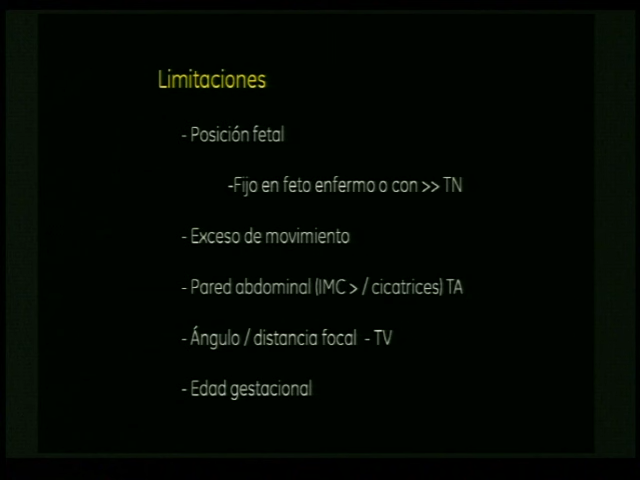 Limitaciones
- Posición fetal
-Fijo en feto enfermo o con >> TN
- Exceso de movimiento
- Pared abdominal (IMC > / cicatrices) TA
- Ángulo / distancia focal - TV
- Edad gestacional